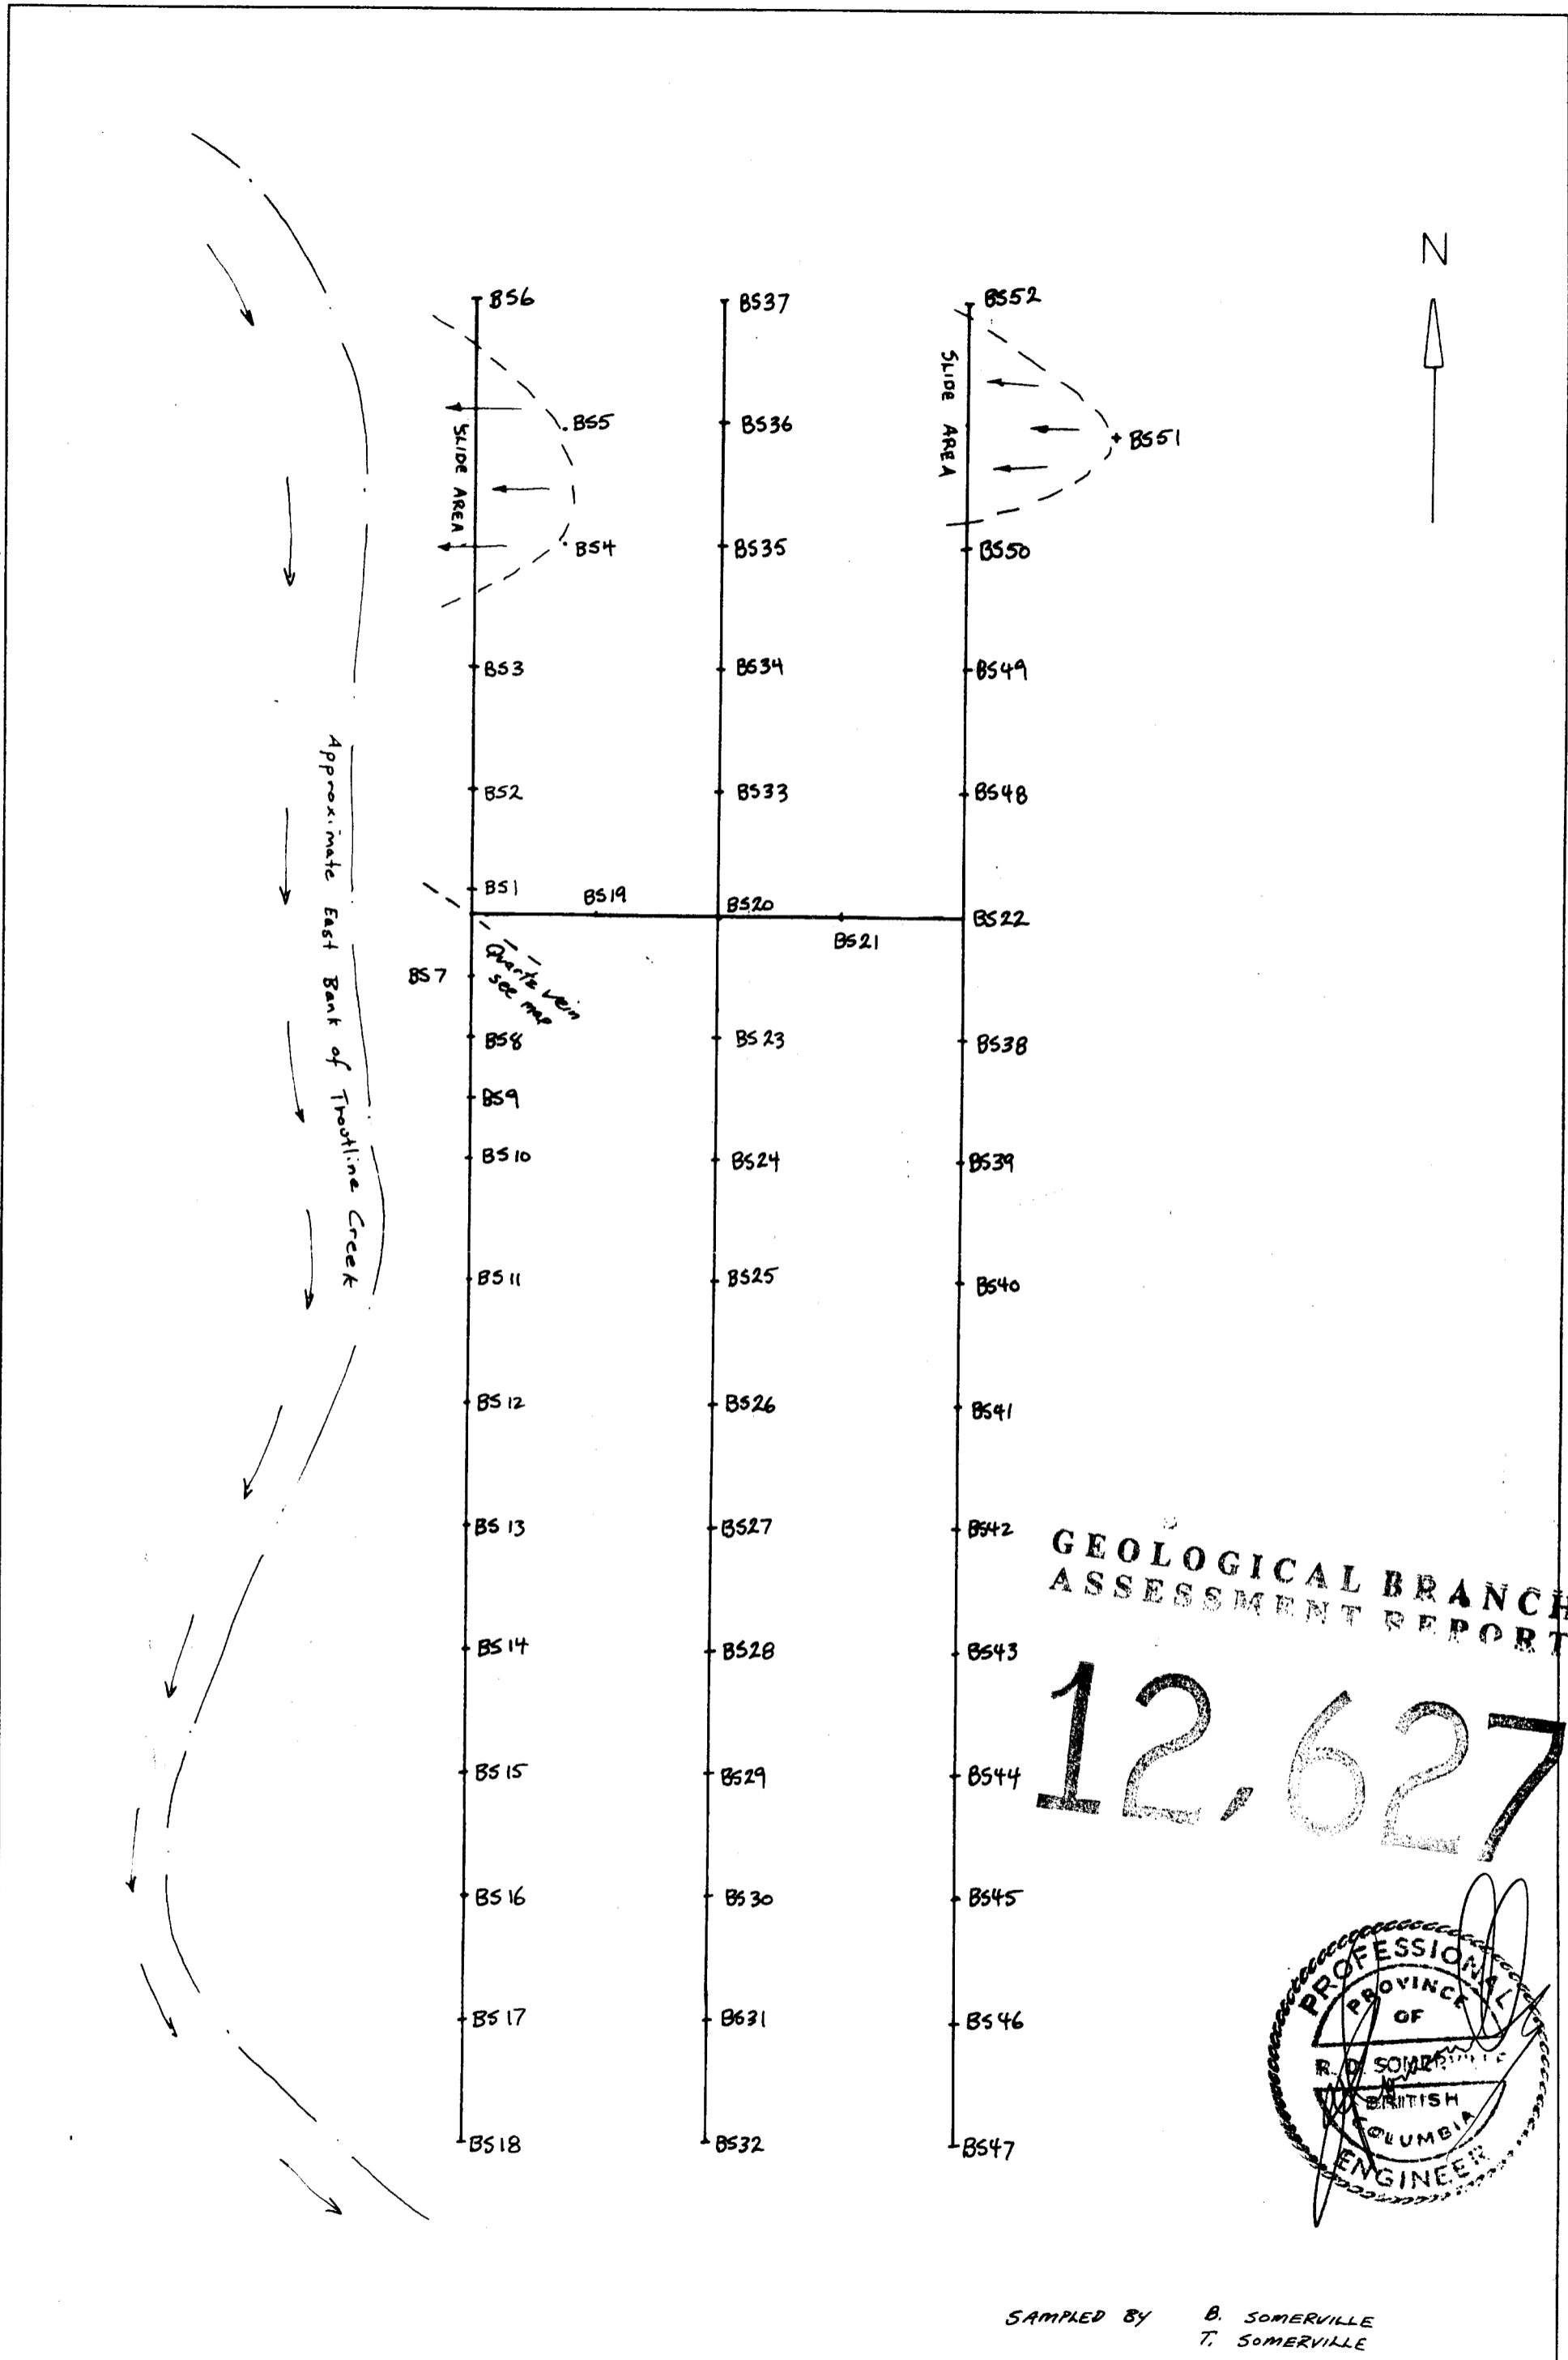 N
BS6
BS37
BS52
SLIDE AREA
BS5
BS36
SLIDE AREA
BS51
BS4
BS35
BS50
BS3
BS34
BS49
Approximate East Bank of Troutline Creek
BS2
BS33
BS48
BS1
BS19
BS20
BS21
BS22
Quartz vein
see map
BS7
BS8
BS23
BS38
BS9
BS10
BS24
BS39
BS11
BS25
BS40
BS12
BS26
BS41
BS13
BS27
BS42
GEOLOGICAL BRANCH
ASSESSMENT REPORT
BS14
BS28
BS43
12,627
BS15
BS29
BS44
BS16
BS30
BS45
BS17
BS31
BS46
BS18
BS32
BS47
PROFESSIONAL
PROVINCE
OF
R. D. SOMERVILLE
BRITISH
COLUMBIA
ENGINEER
SAMPLED BY B. SOMERVILLE
T. SOMERVILLE